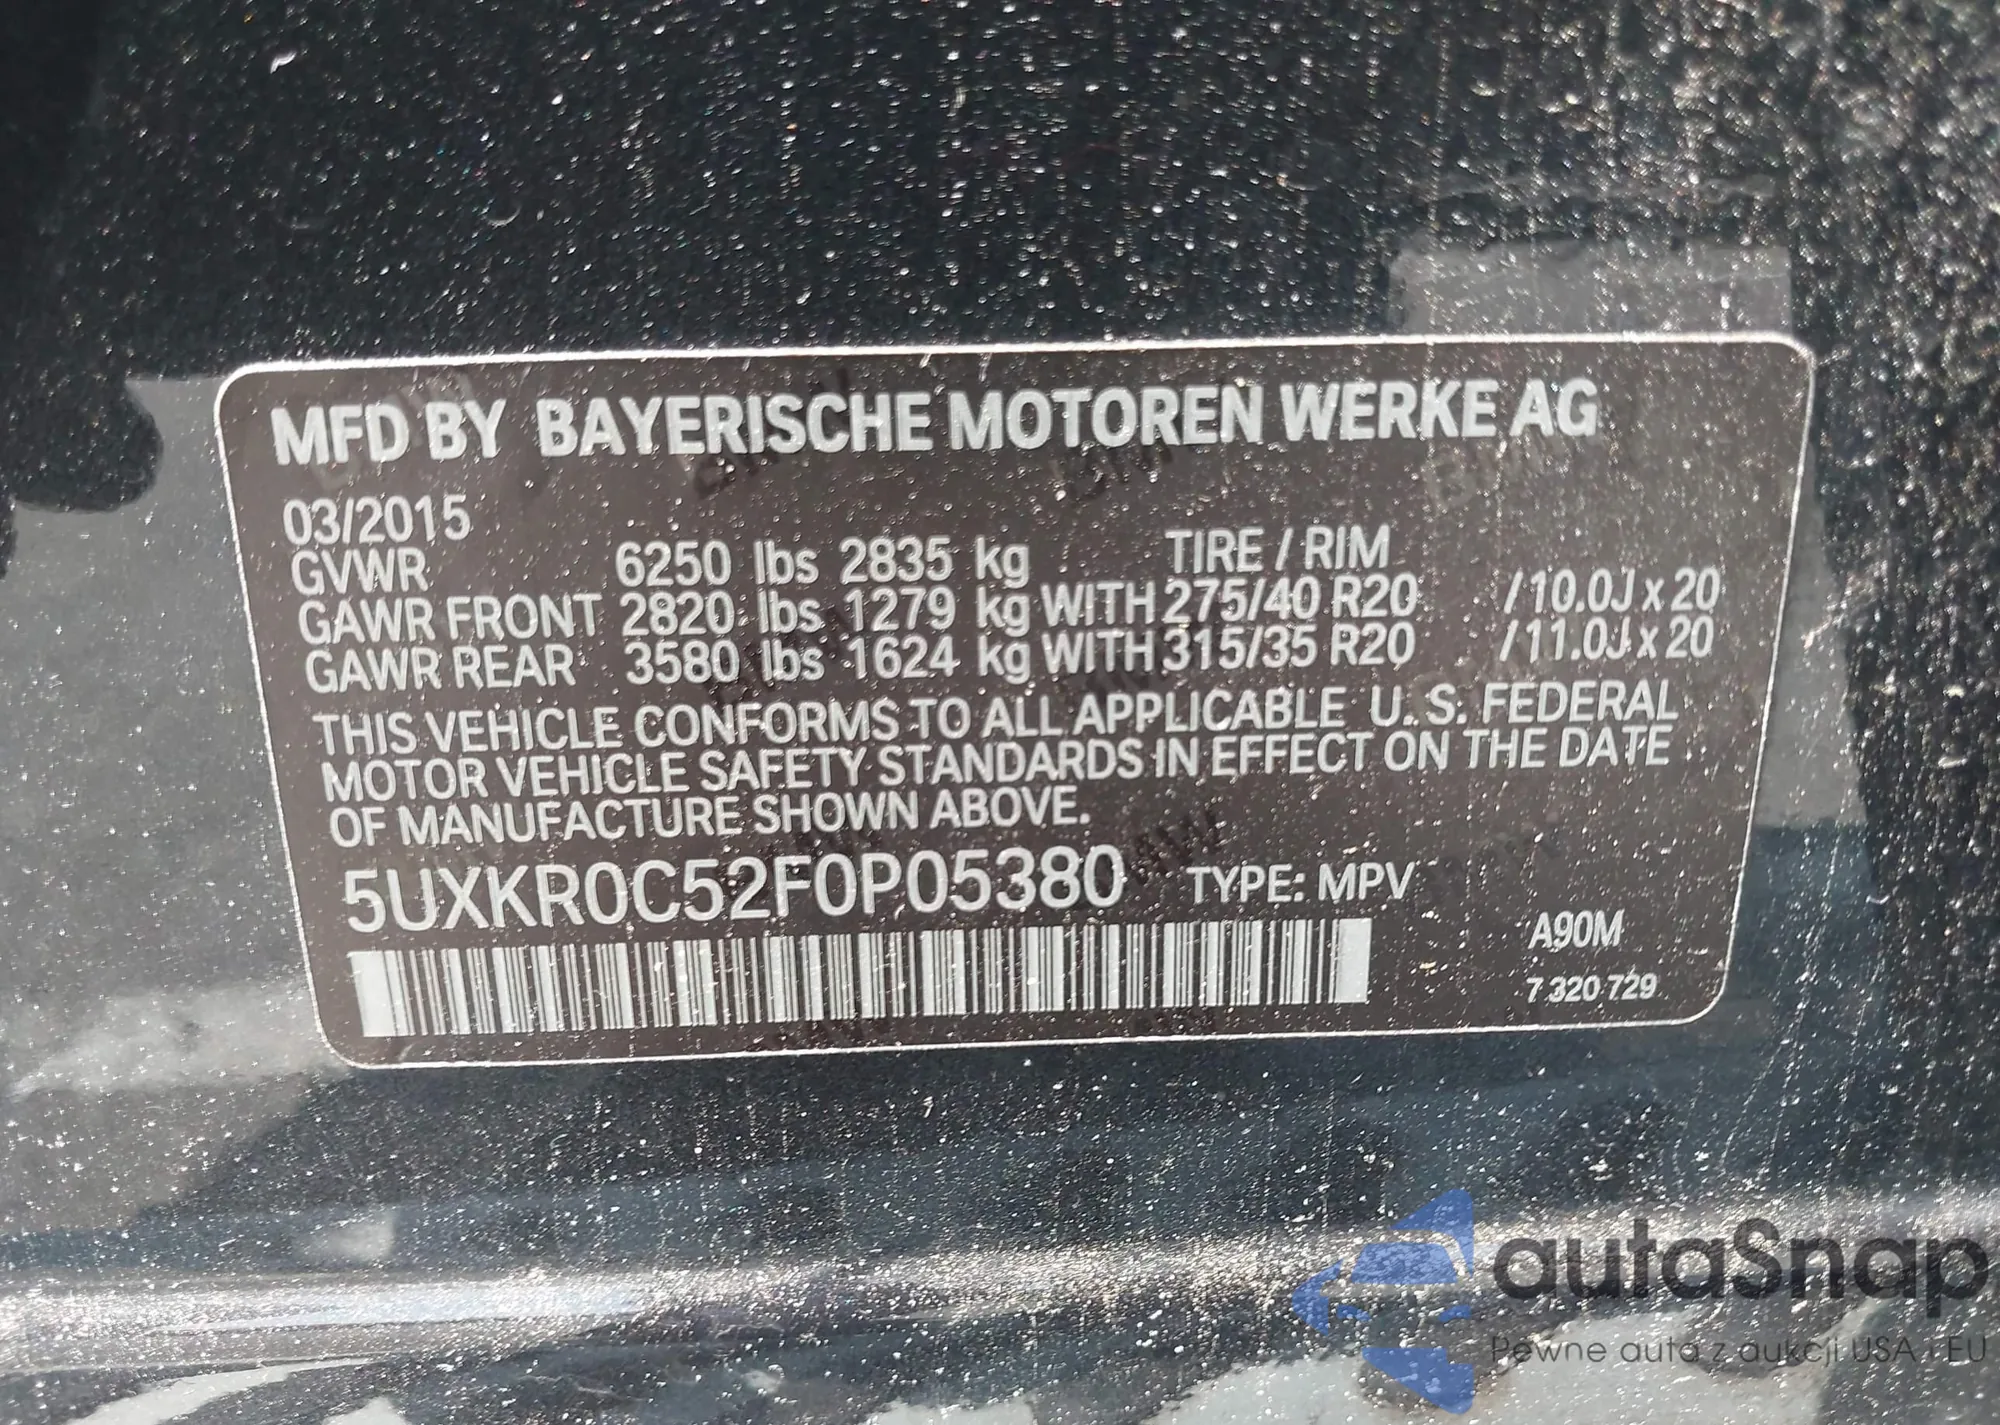 MFD BY BAYERISCHE MOTOREN WERKE AG
03/2015
GVWR 6250 lbs 2835 kg TIRE / RIM
GAWR FRONT 2820 lbs 1279 kg WITH 275/40 R20 /10.0J x 20
GAWR REAR 3580 lbs 1624 kg WITH 315/35 R20 /11.0J x 20
THIS VEHICLE CONFORMS TO ALL APPLICABLE U.S. FEDERAL
MOTOR VEHICLE SAFETY STANDARDS IN EFFECT ON THE DATE
OF MANUFACTURE SHOWN ABOVE.
5UXKR0C52F0P05380 TYPE: MPV
A90M
7 320 729
autaSnap
Pewne auta z aukcji USA i EU